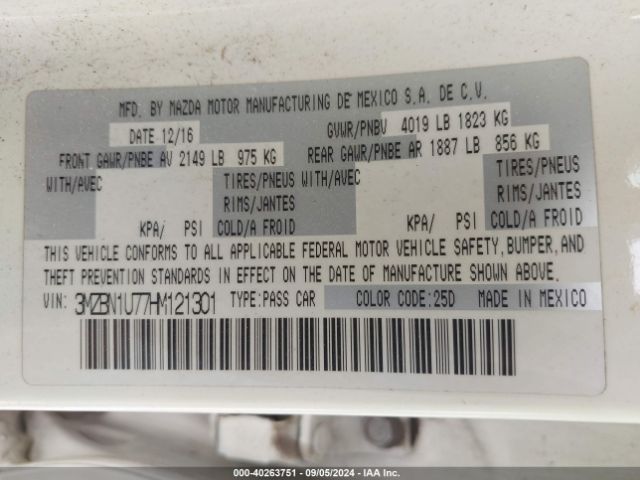 MFD. BY MAZDA MOTOR MANUFACTURING DE MEXICO S.A. DE C.V.
DATE 12/16 GVWR/PNBV 4019 LB 1823 KG
FRONT GAWR/PNBE AV 2149 LB 975 KG REAR GAWR/PNBE AR 1887 LB 856 KG
WITH/AVEC TIRES/PNEUS WITH/AVEC TIRES/PNEUS
RIMS/JANTES RIMS/JANTES
KPA/ PSI COLD/A FROID KPA/ PSI COLD/A FROID
THIS VEHICLE CONFORMS TO ALL APPLICABLE FEDERAL MOTOR VEHICLE SAFETY, BUMPER, AND
THEFT PREVENTION STANDARDS IN EFFECT ON THE DATE OF MANUFACTURE SHOWN ABOVE.
VIN: 3MZBN1U77HM121301 TYPE:PASS CAR COLOR CODE:25D MADE IN MEXICO
000-40263751 - 09/05/2024 - IAA Inc.